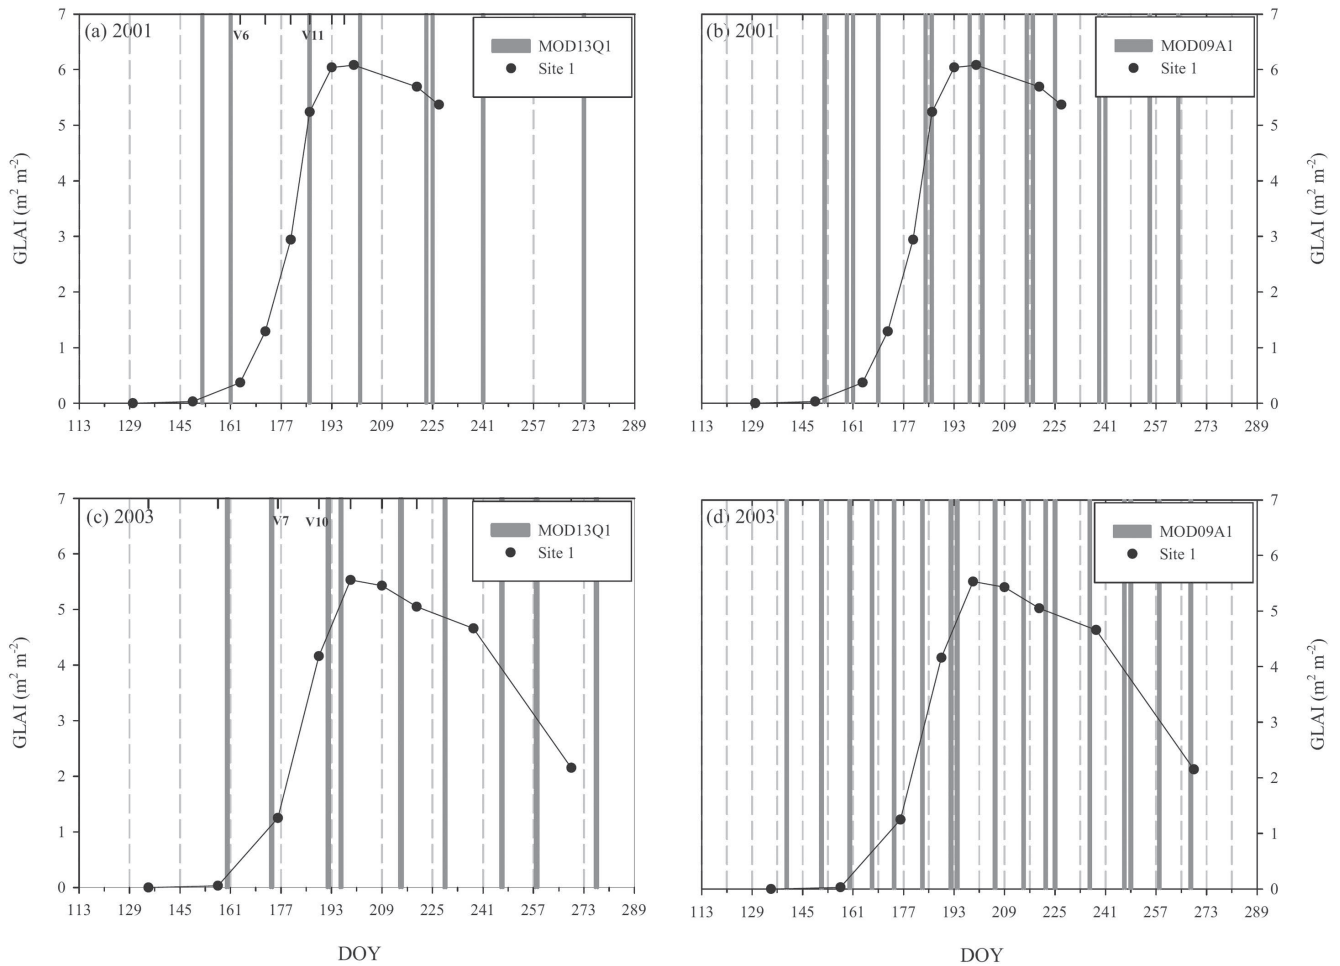 (a) 2001
V6
V11
MOD13Q1
Site 1
7
6
5
4
3
2
1
0
GLAI (m² m⁻²)
113 129 145 161 177 193 209 225 241 257 273 289
(b) 2001
MOD09A1
Site 1
7
6
5
4
3
2
1
0
GLAI (m² m⁻²)
113 129 145 161 177 193 209 225 241 257 273 289
(c) 2003
V7
V10
MOD13Q1
Site 1
7
6
5
4
3
2
1
0
GLAI (m² m⁻²)
113 129 145 161 177 193 209 225 241 257 273 289
DOY
(d) 2003
MOD09A1
Site 1
7
6
5
4
3
2
1
0
GLAI (m² m⁻²)
113 129 145 161 177 193 209 225 241 257 273 289
DOY